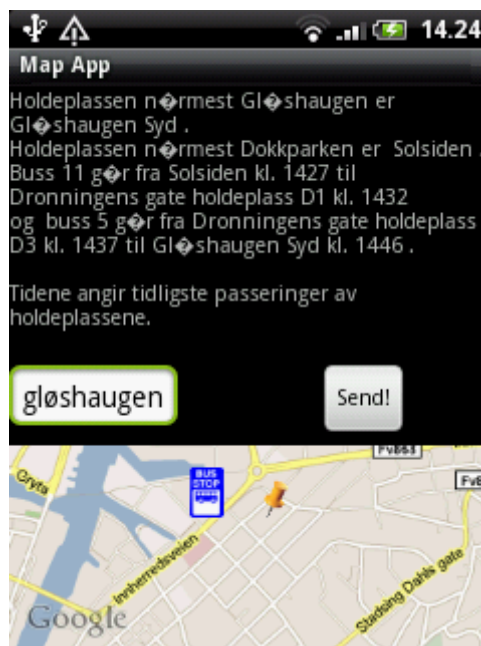 14.24
Map App
Holdeplassen n�rmest Gl�shaugen er
Gl�shaugen Syd .
Holdeplassen n�rmest Dokkparken er  Solsiden .
Buss 11 g�r fra Solsiden kl. 1427 til
Dronningens gate holdeplass D1 kl. 1432
og  buss 5 g�r fra Dronningens gate holdeplass
D3 kl. 1437 til Gl�shaugen Syd kl. 1446 .
Tidene angir tidligste passeringer av
holdeplassene.
gløshaugen
Send!
BUS
STOP
Gryta
Innherredsveien
Stadsing Dahls gate
Google